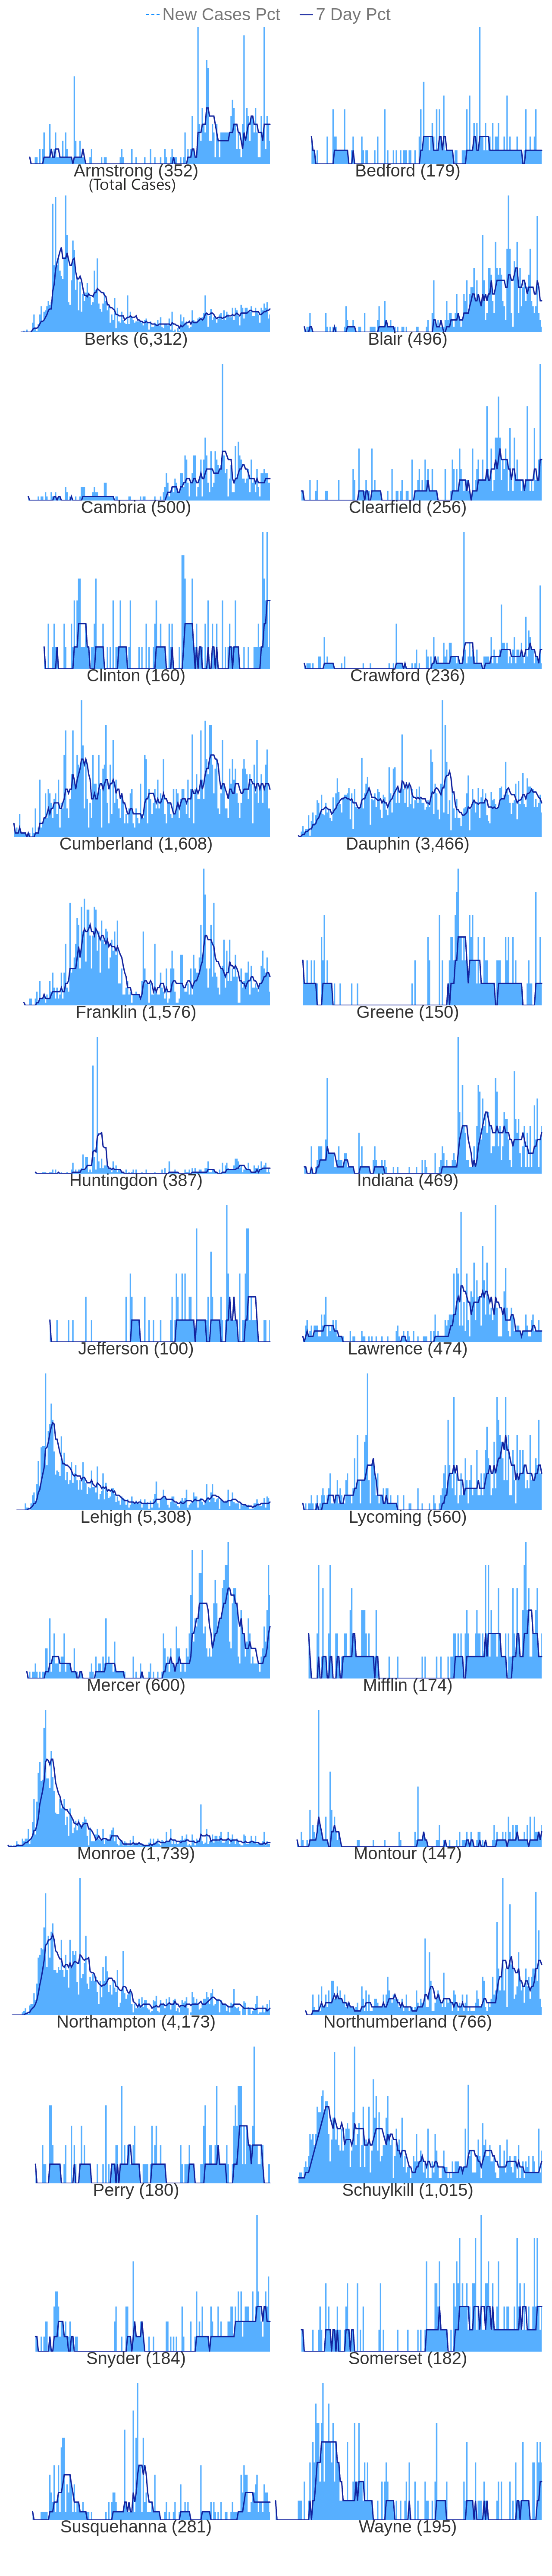 New Cases Pct 7 Day Pct
Armstrong (352) Bedford (179)
(Total Cases)
Berks (6,312) Blair (496)
Cambria (500) Clearfield (256)
Clinton (160) Crawford (236)
Cumberland (1,608) Dauphin (3,466)
Franklin (1,576) Greene (150)
Huntingdon (387) Indiana (469)
Jefferson (100) Lawrence (474)
Lehigh (5,308) Lycoming (560)
Mercer (600) Mifflin (174)
Monroe (1,739) Montour (147)
Northampton (4,173) Northumberland (766)
Perry (180) Schuylkill (1,015)
Snyder (184) Somerset (182)
Susquehanna (281) Wayne (195)